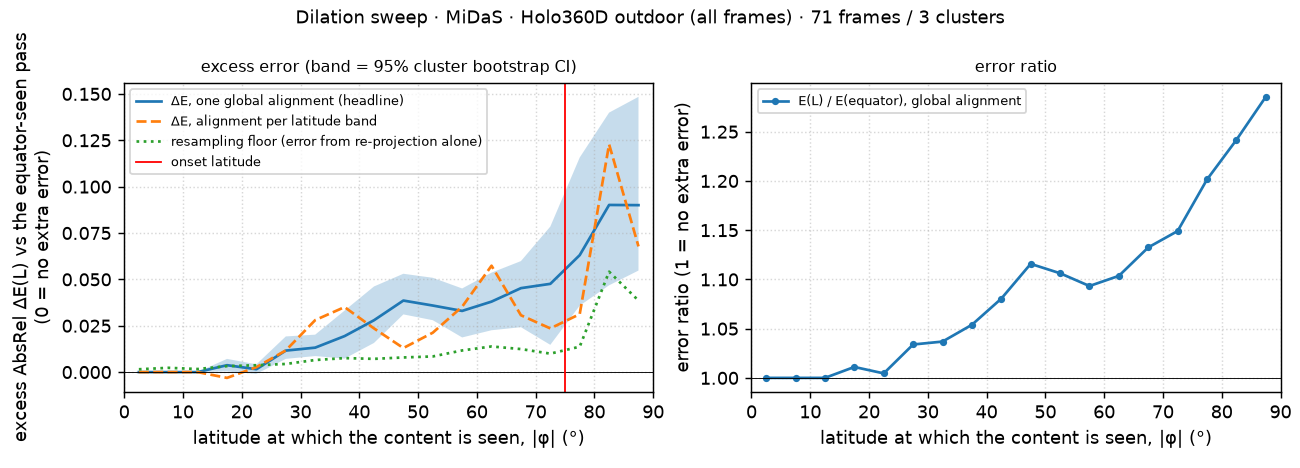 Dilation sweep · MiDaS · Holo360D outdoor (all frames) · 71 frames / 3 clusters
excess error (band = 95% cluster bootstrap CI)
excess AbsRel ΔE(L) vs the equator-seen pass
(0 = no extra error)
0.150
0.125
0.100
0.075
0.050
0.025
0.000
ΔE, one global alignment (headline)
ΔE, alignment per latitude band
resampling floor (error from re-projection alone)
onset latitude
0 10 20 30 40 50 60 70 80 90
latitude at which the content is seen, |φ| (°)
error ratio
error ratio (1 = no extra error)
1.25
1.20
1.15
1.10
1.05
1.00
E(L) / E(equator), global alignment
0 10 20 30 40 50 60 70 80 90
latitude at which the content is seen, |φ| (°)